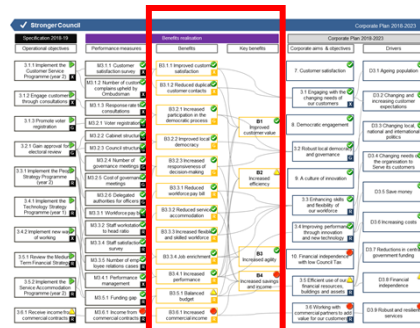 StrongerCouncil
Corporate Plan 2018-2023
Specification 2018-19
Benefits realisation
Corporate Plan 2018-2023
Operational objectives
Performance measures
Benefits
Key benefits
Corporate aims & objectives
Drivers
3.1.1 Implement the
Customer Service
Programme (year 2)
3.1.2 Engage customers
through consultations
3.1.3 Promote voter
registration
3.2.1 Gain approval for
electoral review
3.3.1 Implement the People
Strategy Programme
(year 2)
3.4.1 Implement the
Technology Strategy
Programme (year 1)
3.4.2 Implement new ways
of working
3.5.1 Review the Medium
Term Financial Strategy
3.5.2 Implement the
Service Accommodation
Programme (year 2)
3.6.1 Receive income from
commercial contracts
M3.1.1 Customer
satisfaction survey
M3.1.2 Number of customer
complaints upheld by
Ombudsman
M3.1.3 Response rate to
consultations
M3.2.1 Voter registration
M3.2.2 Cabinet structure
M3.2.3 Council structure
M3.2.4 Number of
governance meetings
M3.2.5 Cost of governance
meetings
M3.2.6 Delegated
authorities for officers
M3.3.1 Workforce pay bill
M3.3.2 Staff workstation
to head ratio
M3.3.4 Staff satisfaction
survey
M3.3.5 Number of employee
relations cases
M3.4.1 Performance
management
M3.5.1 Funding gap
M3.6.1 Income from
commercial contracts
B3.1.1 Improved customer
satisfaction
B3.1.2 Reduced duplicate
customer contacts
B3.2.1 Increased
participation in the
democratic process
B3.2.2 Improved local
democracy
B3.2.3 Increased
responsiveness of
decision-making
B3.3.1 Reduced
workforce pay bill
B3.3.2 Reduced service
accommodation
B3.3.3 Increased flexible
and skilled workforce
B3.3.4 Job enrichment
B3.4.1 Increased
performance
B3.5.1 Balanced
budget
B3.6.1 Increased
commercial income
B1
Improved
customer value
B2
Increased
efficiency
B3
Increased agility
B4
Increased savings
and income
7. Customer satisfaction
3.1 Engaging with the
changing needs of
our customers
8. Democratic engagement
3.2 Robust local democracy
and governance
9. A culture of innovation
3.3 Enhancing skills
and flexibility of
our workforce
3.4 Improving performance
through innovation
and new technology
10. Financial independence
with low Council Tax
3.5 Efficient use of our
financial resources,
buildings and assets
3.6 Working with
commercial partners to add
value for our customers
D3.1 Ageing population
D3.2 Changing and
increasing customer
expectations
D3.3 Changing local,
national and international
politics
D3.4 Changing needs of
the organisation to
Serve its customers
D3.5 Save money
D3.6 Increasing costs
D3.7 Reductions in central
government funding
D3.8 Financial
independence
D3.8 Robust and resilient
services